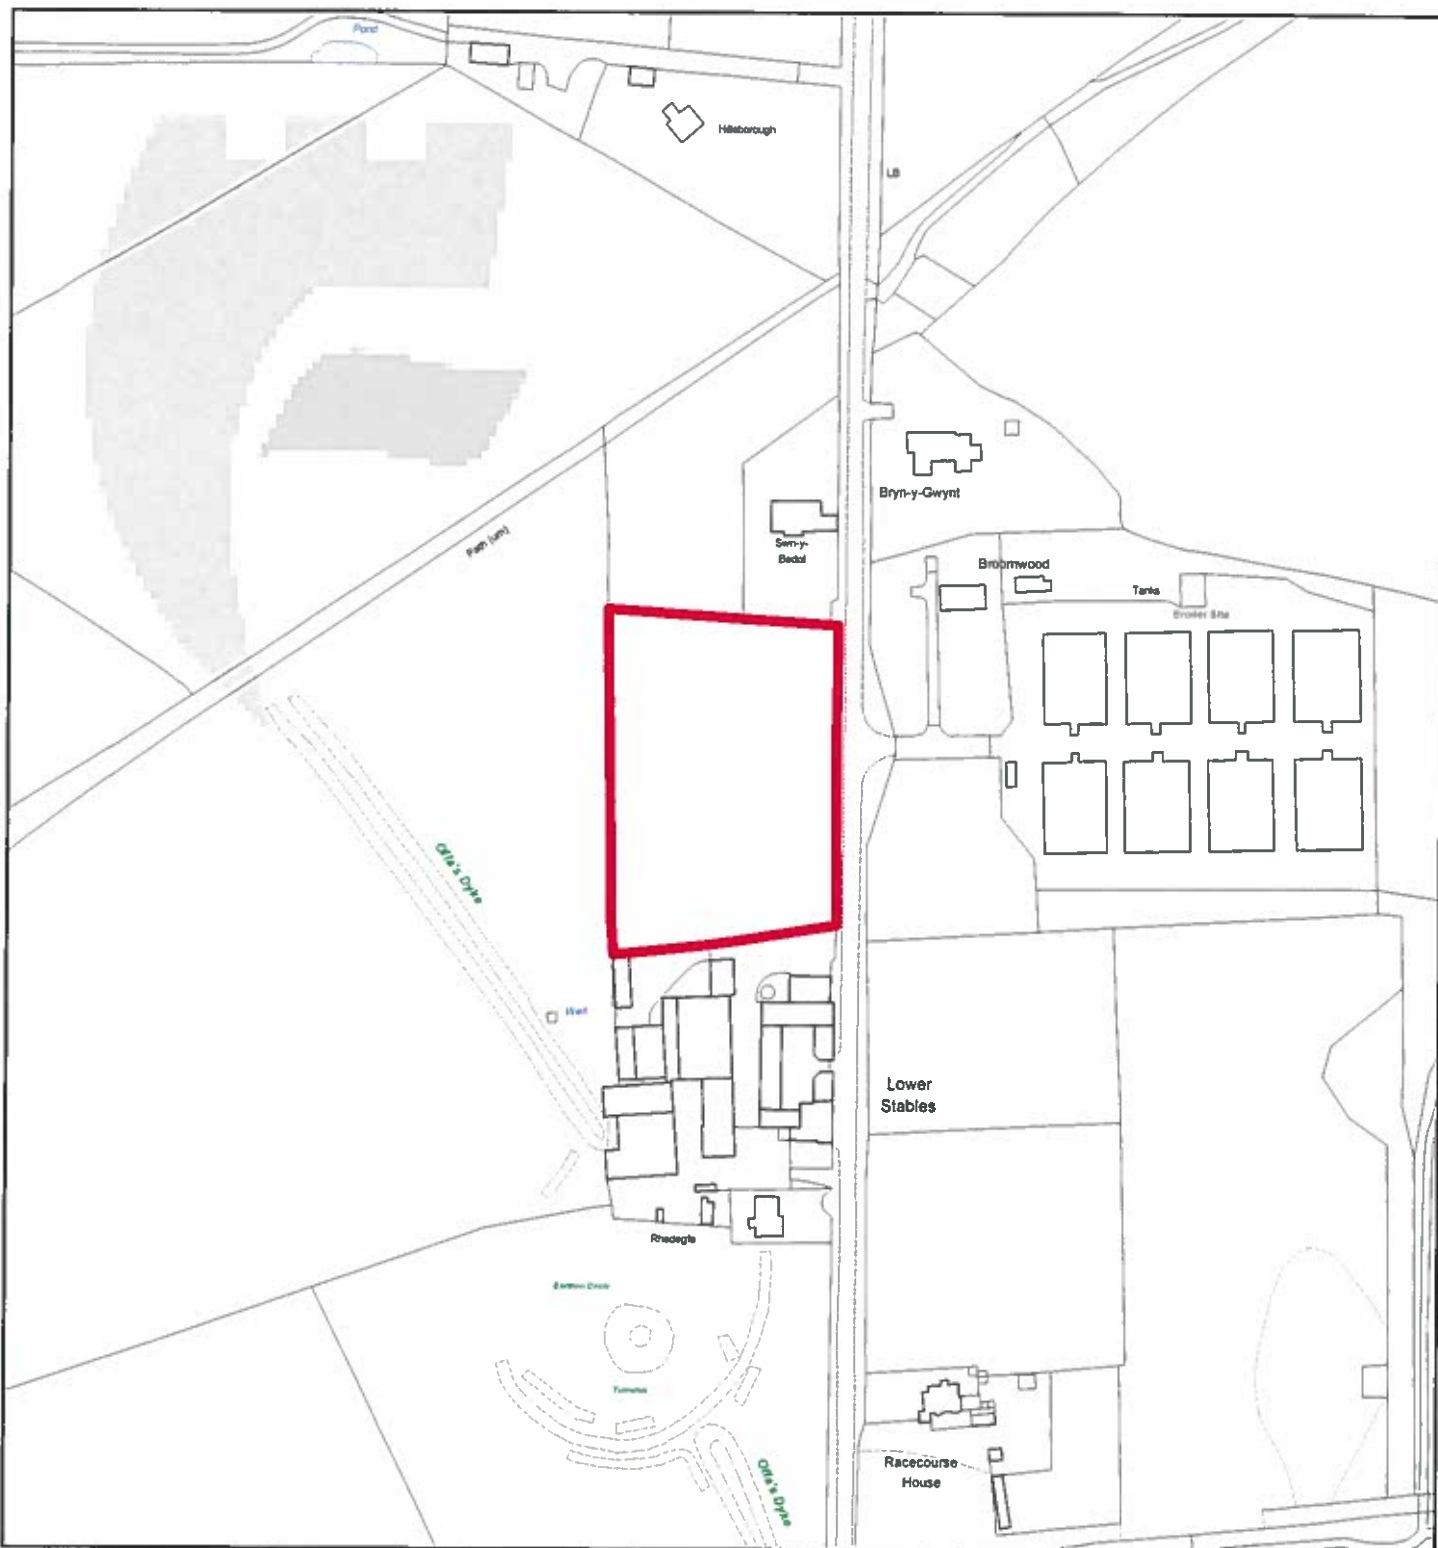 Pond
Hillsborough
LB
Bryn-y-Gwynt
Path (um)
Swn-y-
Bedol
Broomwood
Tanks
Broiler Site
Offa's Dyke
Well
Lower
Stables
Rhedegfa
Earthen Circle
Tumulus
Racecourse
House
Offa's Dyke